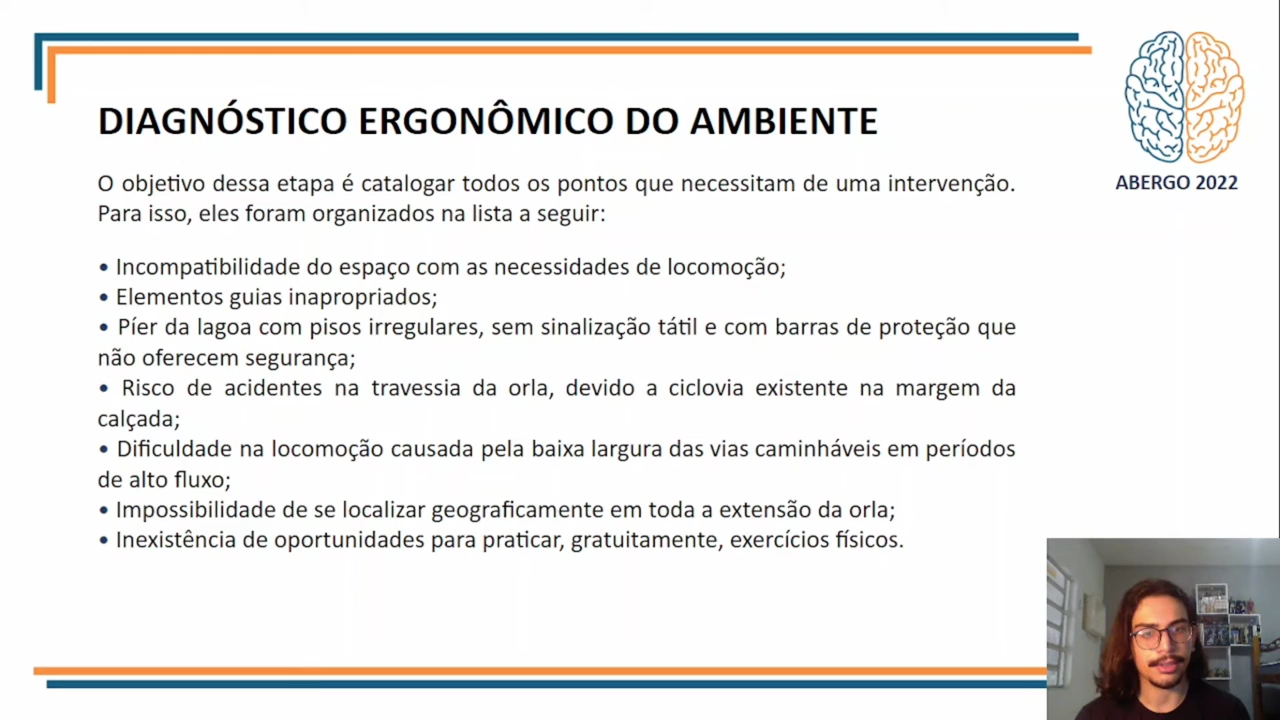 DIAGNÓSTICO ERGONÔMICO DO AMBIENTE
ABERGO 2022
O objetivo dessa etapa é catalogar todos os pontos que necessitam de uma intervenção.
Para isso, eles foram organizados na lista a seguir:
• Incompatibilidade do espaço com as necessidades de locomoção;
• Elementos guias inapropriados;
• Píer da lagoa com pisos irregulares, sem sinalização tátil e com barras de proteção que
não oferecem segurança;
• Risco de acidentes na travessia da orla, devido a ciclovia existente na margem da
calçada;
• Dificuldade na locomoção causada pela baixa largura das vias caminháveis em períodos
de alto fluxo;
• Impossibilidade de se localizar geograficamente em toda a extensão da orla;
• Inexistência de oportunidades para praticar, gratuitamente, exercícios físicos.